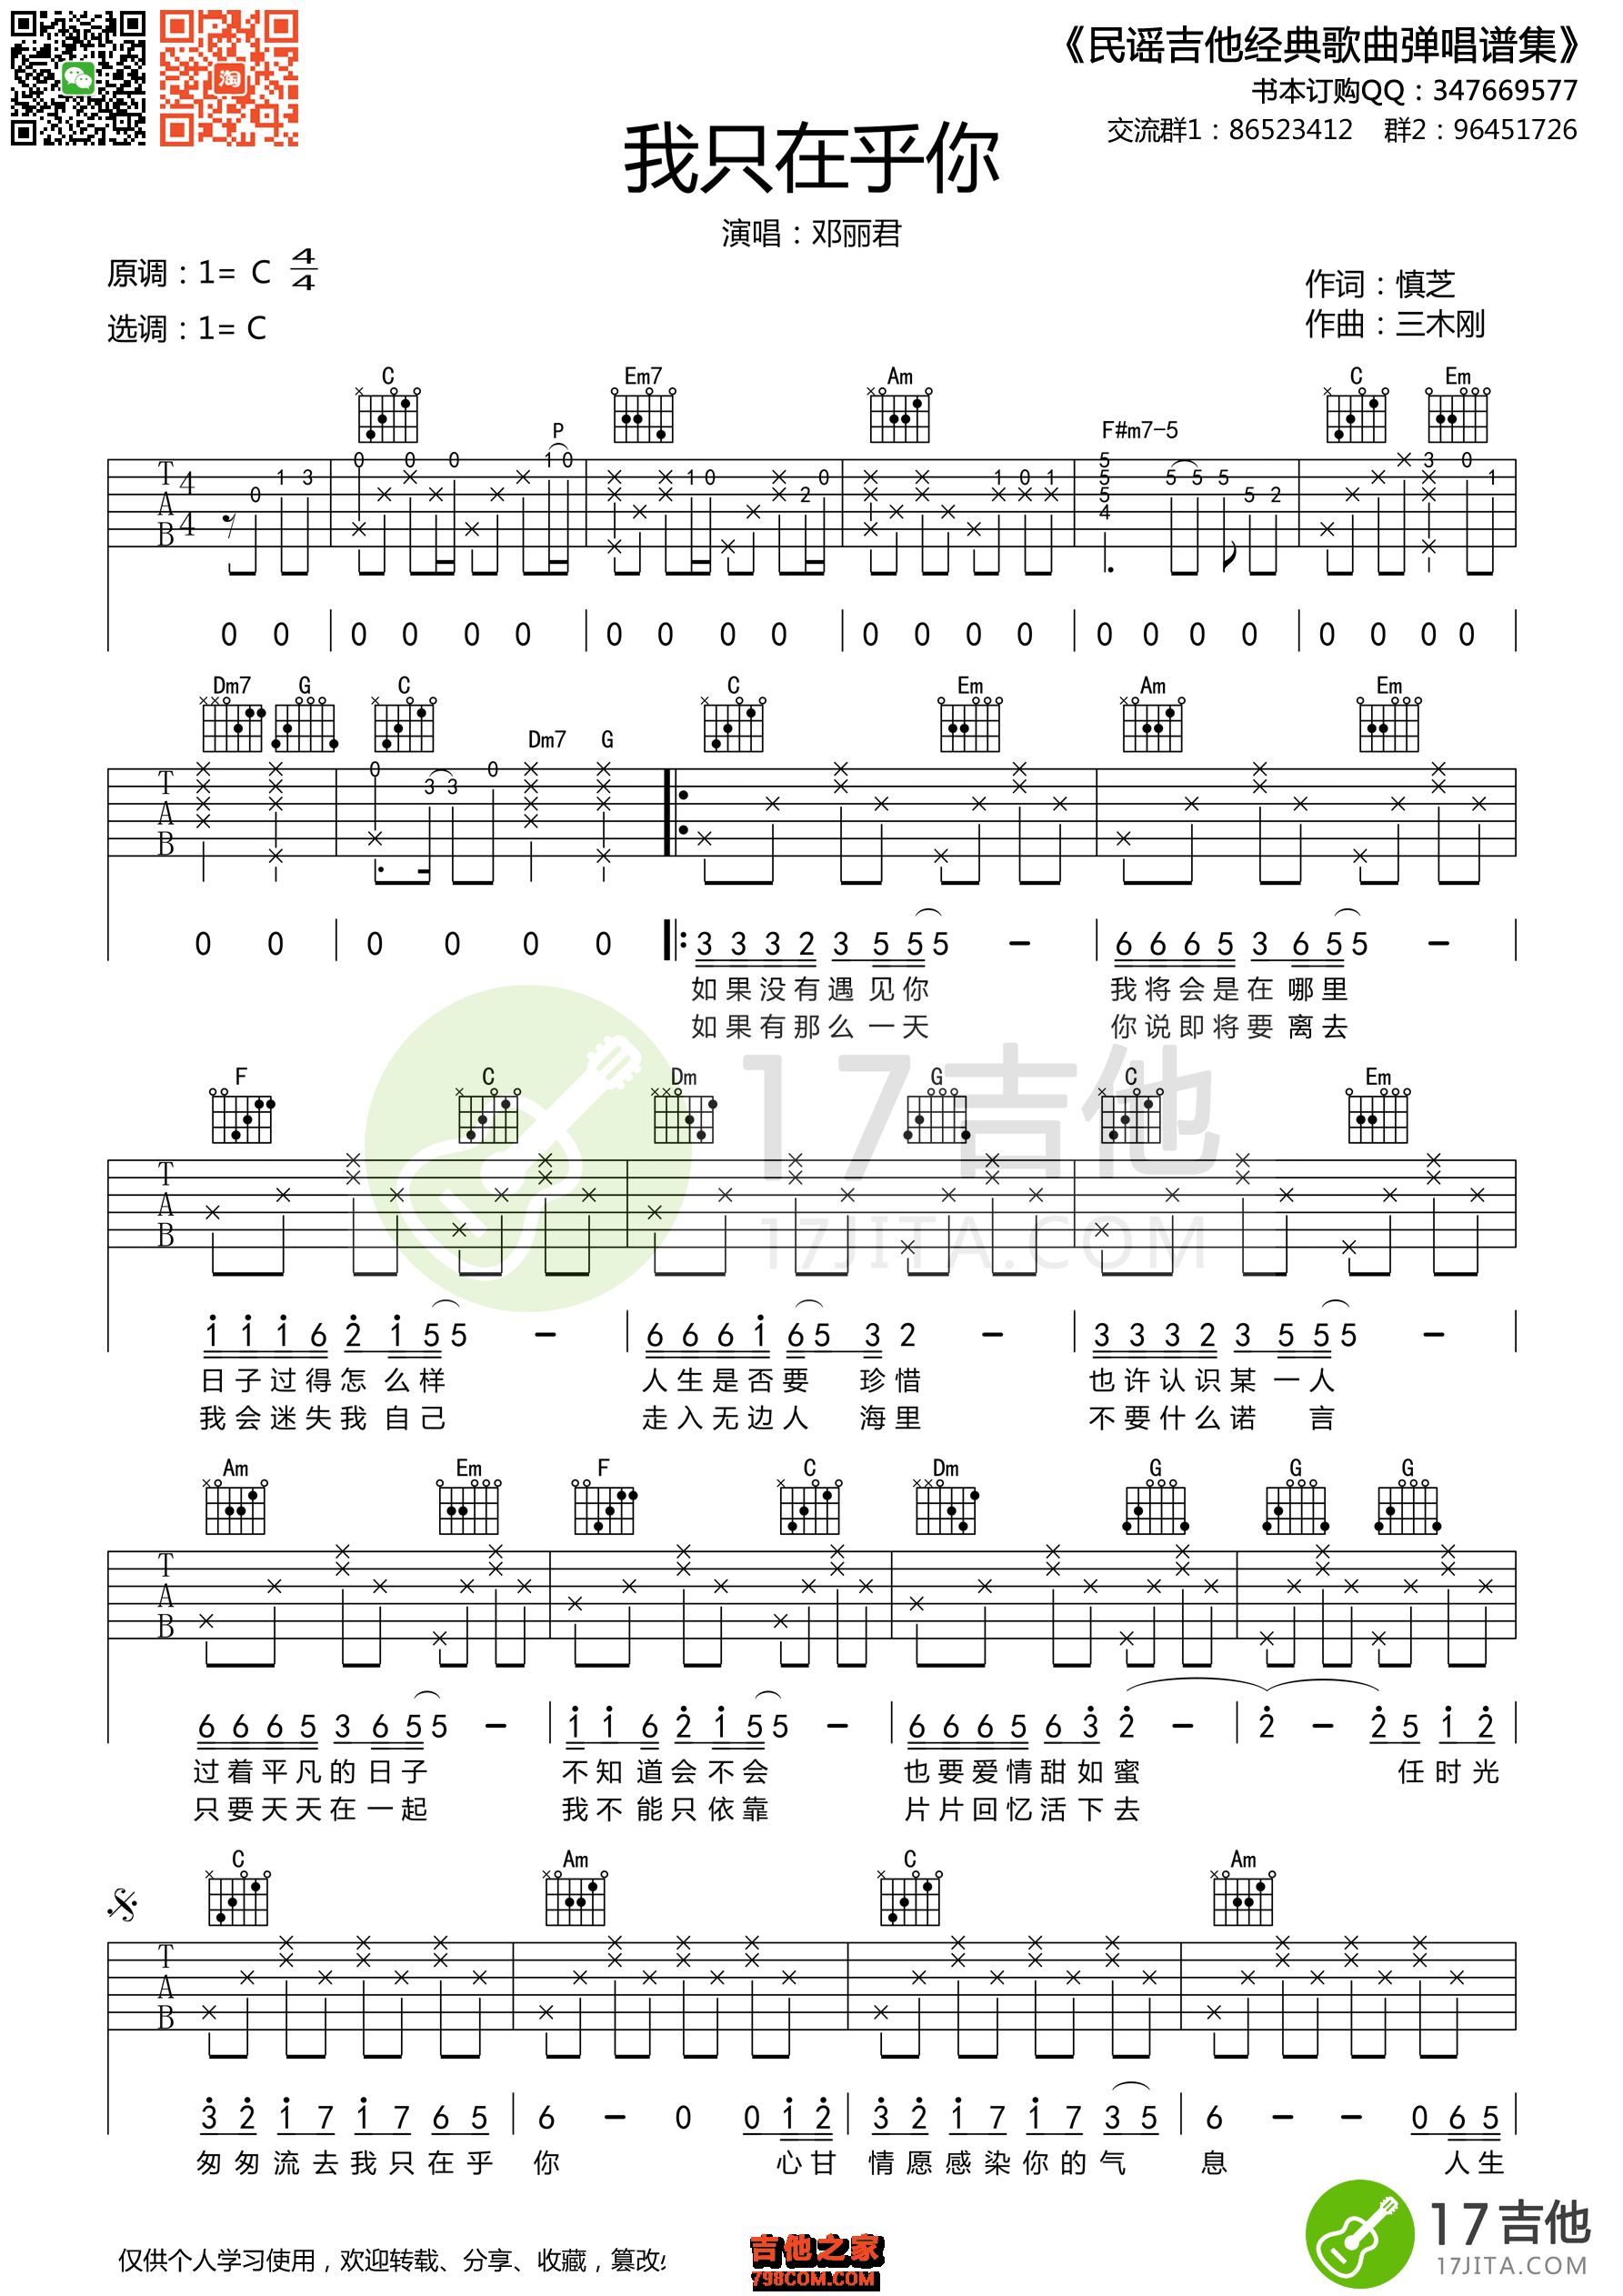 《民谣吉他经典歌曲弹唱谱集》
书本订购QQ：347669577
交流群1：86523412 群2：96451726
我只在乎你
演唱：邓丽君
原调：1= C 4/4
选调：1= C
作词：慎芝
作曲：三木刚
C Em7 Am F#m7-5 C Em
P
0 0 0 0 0 0 0 0 0 0 0 0 0 0 0 0 0 0 0 0 0 0
Dm7 G C Dm7 G C Em Am Em
0 0 0 0 0 0 3 3 3 2 3 5 5 5 - 6 6 6 5 3 6 5 5 -
如果没有遇见你 我将会是在哪里
如果有那么一天 你说即将要离去
17吉他
17JITA.COM
F C Dm G C Em
1 1 1 6 2 1 5 5 - 6 6 6 1 6 5 3 2 - 3 3 3 2 3 5 5 5 -
日子过得怎么样 人生是否要珍惜 也许认识某一人
我会迷失我自己 走入无边人海里 不要什么诺言
Am Em F C Dm G G G
6 6 6 5 3 6 5 5 - 1 1 6 2 1 5 5 - 6 6 6 5 6 3 2 - 2 - 2 5 1 2
过着平凡的日子 不知道会不会 也要爱情甜如蜜 任时光
只要天天在一起 我不能只依靠 片片回忆活下去
C Am C Am
3 2 1 7 1 7 6 5 6 - 0 0 1 2 3 2 1 7 1 7 3 5 6 - - 0 6 5
匆匆流去我只在乎 你 心甘 情愿感染你的气 息 人生
仅供个人学习使用，欢迎转载、分享、收藏，篡改
吉他之家
798COM.COM
17吉他
17JITA.COM